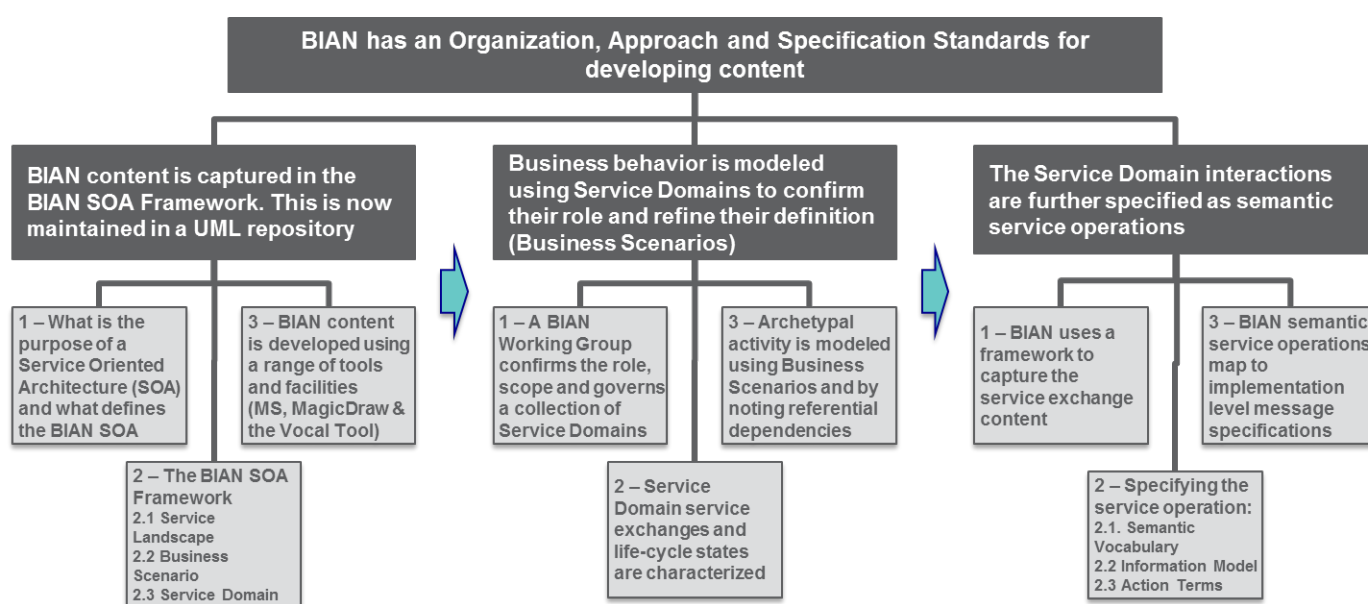 BIAN has an Organization, Approach and Specification Standards for
developing content
BIAN content is captured in the
BIAN SOA Framework. This is now
maintained in a UML repository
Business behavior is modeled
using Service Domains to confirm
their role and refine their definition
(Business Scenarios)
The Service Domain interactions
are further specified as semantic
service operations
1 – What is the
purpose of a
Service Oriented
Architecture (SOA)
and what defines
the BIAN SOA
3 – BIAN content
is developed using
a range of tools
and facilities
(MS, MagicDraw &
the Vocal Tool)
2 – The BIAN SOA
Framework
2.1 Service
Landscape
2.2 Business
Scenario
2.3 Service Domain
1 – A BIAN
Working Group
confirms the role,
scope and governs
a collection of
Service Domains
3 – Archetypal
activity is modeled
using Business
Scenarios and by
noting referential
dependencies
2 – Service
Domain service
exchanges and
life-cycle states
are characterized
1 – BIAN uses a
framework to
capture the
service exchange
content
3 – BIAN semantic
service operations
map to
implementation
level message
specifications
2 – Specifying the
service operation:
2.1. Semantic
Vocabulary
2.2 Information Model
2.3 Action Terms